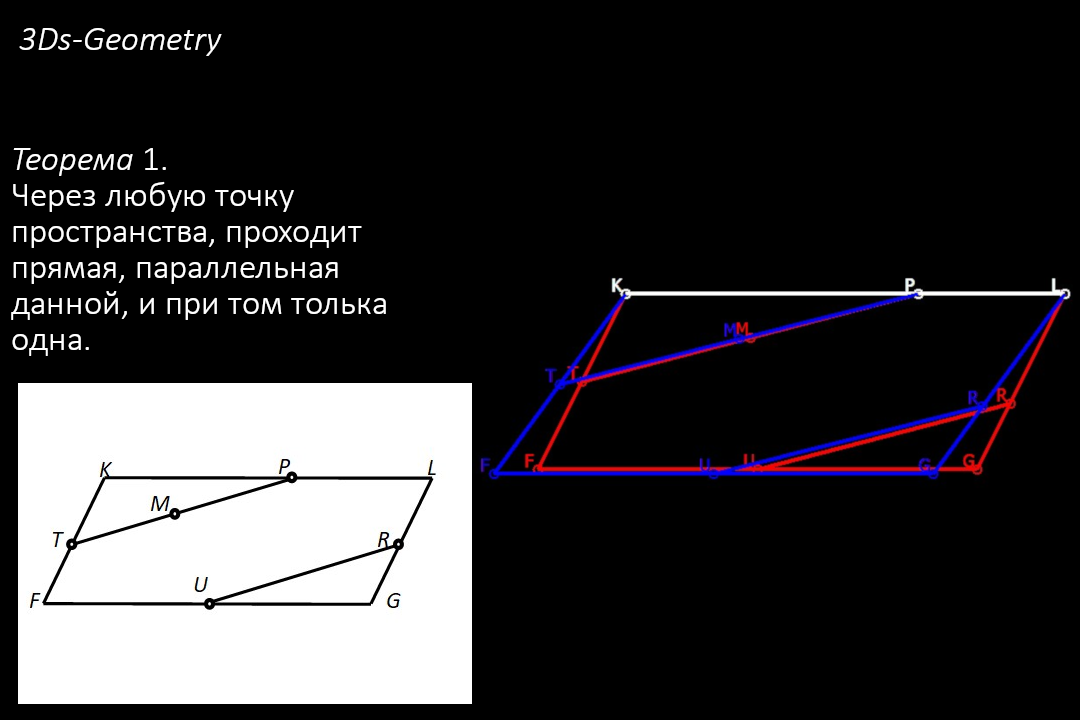 3Ds-Geometry
Теорема 1.
Через любую точку
пространства, проходит
прямая, параллельная
данной, и при том толька
одна.
K P L
M M
T T
R R
F F U U G G
K P L
M
T R
U
F G